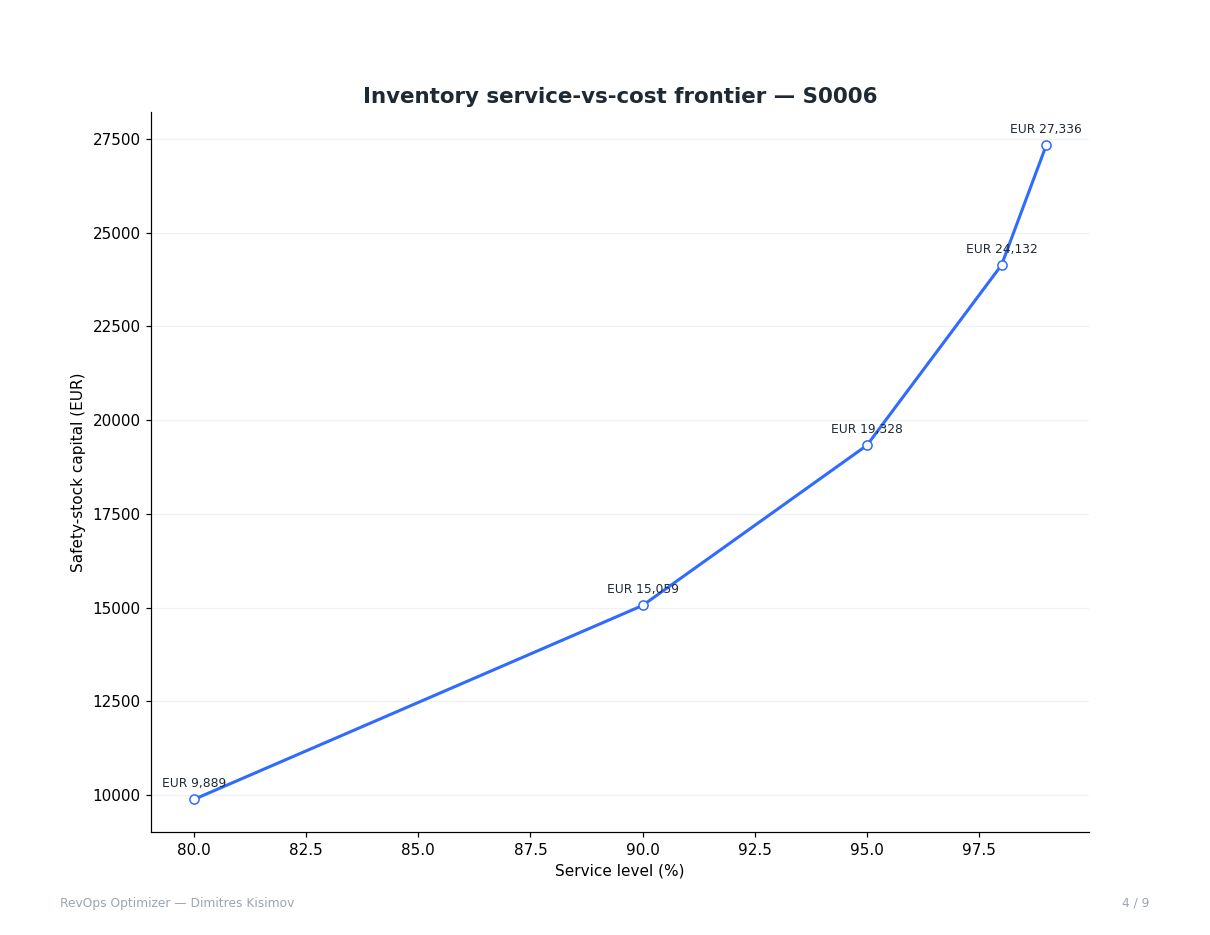 Inventory service-vs-cost frontier — S0006
EUR 27,336
27500
25000
EUR 24,132
22500
20000
EUR 19,328
17500
Safety-stock capital (EUR)
EUR 15,059
15000
12500
EUR 9,889
10000
80.0 82.5 85.0 87.5 90.0 92.5 95.0 97.5
Service level (%)
RevOps Optimizer — Dimitres Kisimov 4 / 9